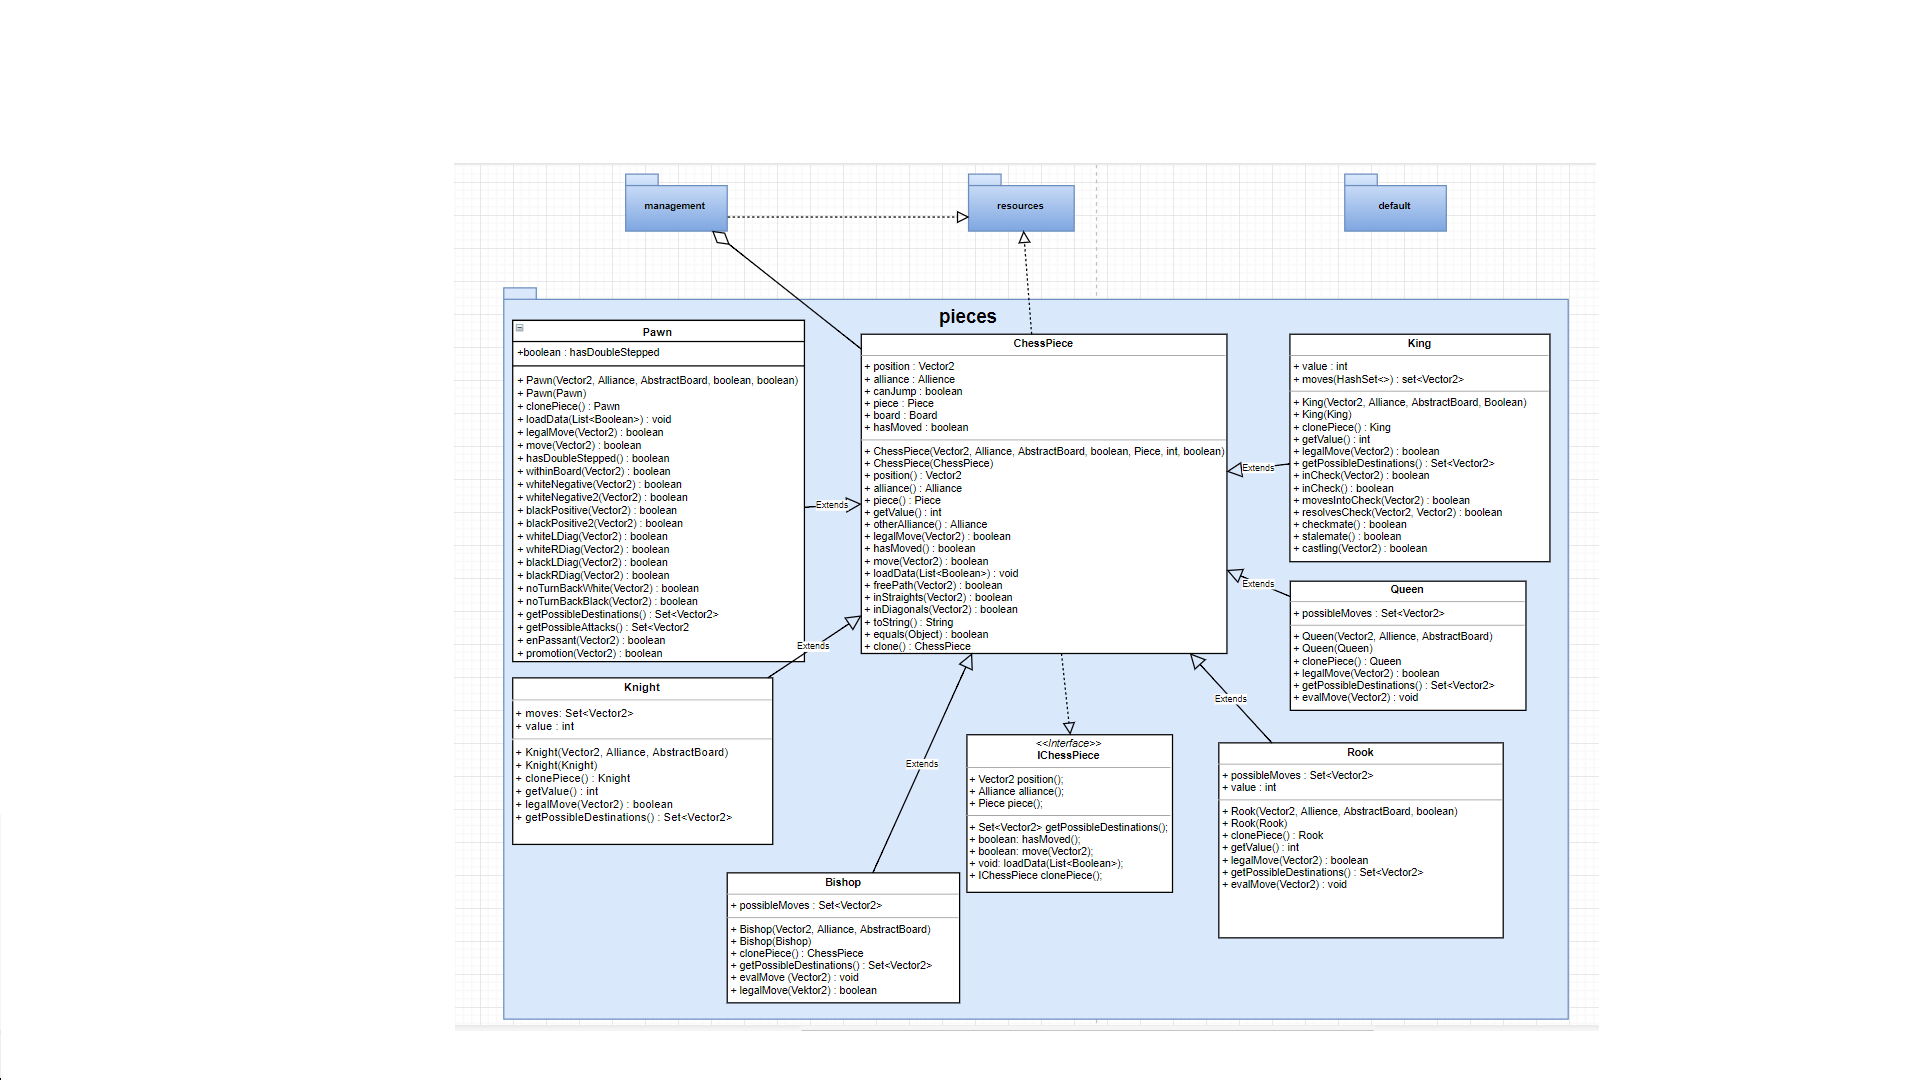 management
resources
default
pieces
Pawn
+boolean : hasDoubleStepped
+ Pawn(Vector2, Alliance, AbstractBoard, boolean, boolean)
+ Pawn(Pawn)
+ clonePiece() : Pawn
+ loadData(List<Boolean>) : void
+ legalMove(Vector2) : boolean
+ move(Vector2) : boolean
+ hasDoubleStepped() : boolean
+ withinBoard(Vector2) : boolean
+ whiteNegative(Vector2) : boolean
+ whiteNegative2(Vector2) : boolean
+ blackPositive(Vector2) : boolean
+ blackPositive2(Vector2) : boolean
+ whiteLDiag(Vector2) : boolean
+ whiteRDiag(Vector2) : boolean
+ blackLDiag(Vector2) : boolean
+ blackRDiag(Vector2) : boolean
+ noTurnBackWhite(Vector2) : boolean
+ noTurnBackBlack(Vector2) : boolean
+ getPossibleDestinations() : Set<Vector2>
+ getPossibleAttacks() : Set<Vector2
+ enPassant(Vector2) : boolean
+ promotion(Vector2) : boolean
Extends
ChessPiece
+ position : Vector2
+ alliance : Allience
+ canJump : boolean
+ piece : Piece
+ board : Board
+ hasMoved : boolean
+ ChessPiece(Vector2, Alliance, AbstractBoard, boolean, Piece, int, boolean)
+ ChessPiece(ChessPiece)
+ position() : Vector2
+ alliance() : Alliance
+ piece() : Piece
+ getValue() : int
+ otherAlliance() : Alliance
+ legalMove(Vector2) : boolean
+ hasMoved() : boolean
+ move(Vector2) : boolean
+ loadData(List<Boolean>) : void
+ freePath(Vector2) : boolean
+ inStraights(Vector2) : boolean
+ inDiagonals(Vector2) : boolean
+ toString() : String
+ equals(Object) : boolean
+ clone() : ChessPiece
Extends
King
+ value : int
+ moves(HashSet<>) : set<Vector2>
+ King(Vector2, Alliance, AbstractBoard, Boolean)
+ King(King)
+ clonePiece() : King
+ getValue() : int
+ legalMove(Vector2) : boolean
+ getPossibleDestinations() : Set<Vector2>
+ inCheck(Vector2) : boolean
+ inCheck() : boolean
+ movesIntoCheck(Vector2) : boolean
+ resolvesCheck(Vector2, Vector2) : boolean
+ checkmate() : boolean
+ stalemate() : boolean
+ castling(Vector2) : boolean
Extends
Queen
+ possibleMoves : Set<Vector2>
+ Queen(Vector2, Allience, AbstractBoard)
+ Queen(Queen)
+ clonePiece() : Queen
+ legalMove(Vector2) : boolean
+ getPossibleDestinations() : Set<Vector2>
+ evalMove(Vector2) : void
Extends
Knight
+ moves: Set<Vector2>
+ value : int
+ Knight(Vector2, Alliance, AbstractBoard)
+ Knight(Knight)
+ clonePiece() : Knight
+ getValue() : int
+ legalMove(Vector2) : boolean
+ getPossibleDestinations() : Set<Vector2>
Extends
Bishop
+ possibleMoves : Set<Vector2>
+ Bishop(Vector2, Alliance, AbstractBoard)
+ Bishop(Bishop)
+ clonePiece() : ChessPiece
+ getPossibleDestinations() : Set<Vector2>
+ evalMove (Vector2) : void
+ legalMove(Vektor2) : boolean
<<Interface>>
IChessPiece
+ Vector2 position();
+ Alliance alliance();
+ Piece piece();
+ Set<Vector2> getPossibleDestinations();
+ boolean: hasMoved();
+ boolean: move(Vector2);
+ void: loadData(List<Boolean>);
+ IChessPiece clonePiece();
Extends
Rook
+ possibleMoves : Set<Vector2>
+ value : int
+ Rook(Vector2, Allience, AbstractBoard, boolean)
+ Rook(Rook)
+ clonePiece() : Rook
+ getValue() : int
+ legalMove(Vector2) : boolean
+ getPossibleDestinations() : Set<Vector2>
+ evalMove(Vector2) : void